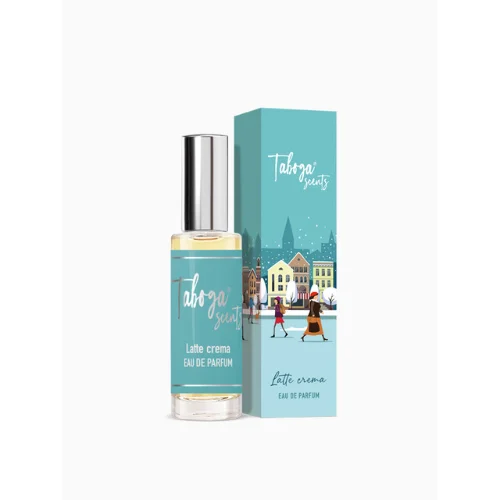 Taboga
scents
Latte crema
EAU DE PARFUM
Taboga
scents
Latte crema
EAU DE PARFUM